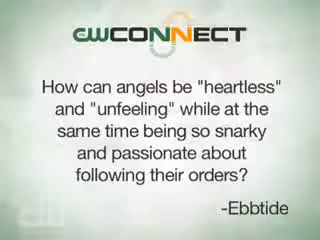 CWCONNECT
How can angels be "heartless"
and "unfeeling" while at the
same time being so snarky
and passionate about
following their orders?
-Ebbtide